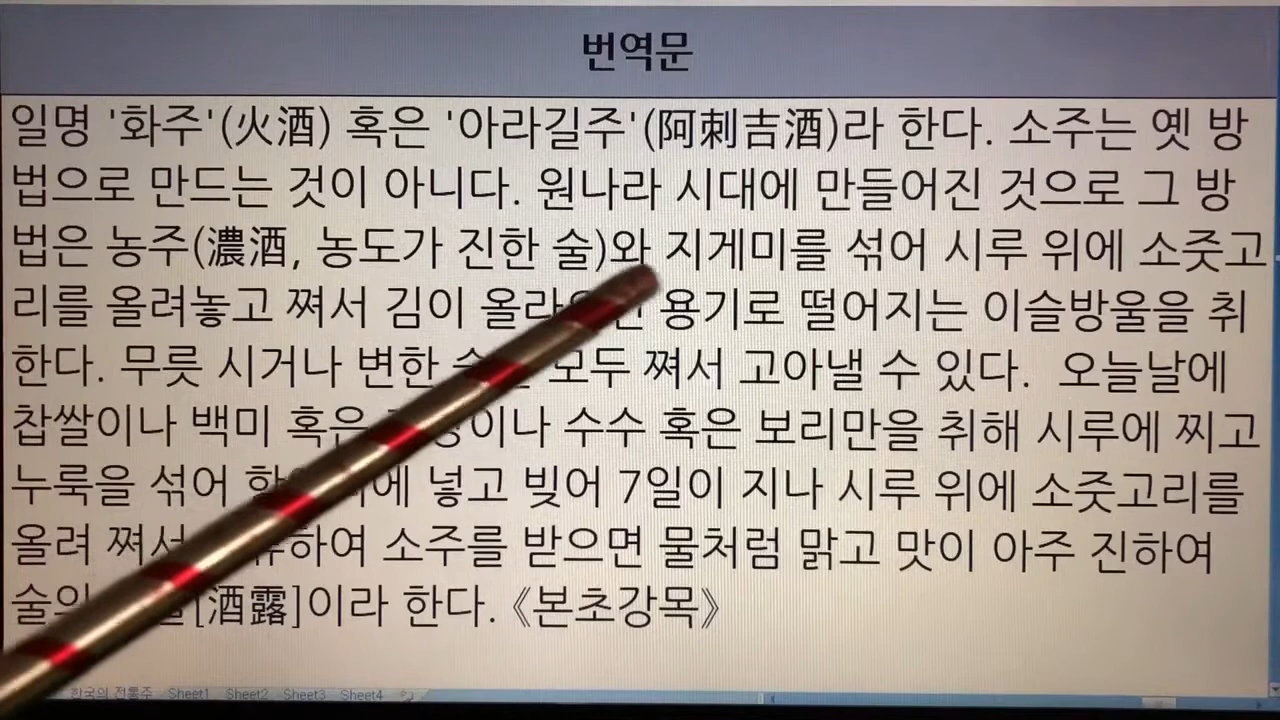 번역문
일명 '화주'(火酒) 혹은 '아라길주'(阿刺吉酒)라 한다. 소주는 옛 방
법으로 만드는 것이 아니다. 원나라 시대에 만들어진 것으로 그 방
법은 농주(濃酒, 농도가 진한 술)와 지게미를 섞어 시루 위에 소줏고
리를 올려놓고 쪄서 김이 용기로 떨어지는 이슬방울을 취
한다. 무릇 시거나 변한 모두 쪄서 고아낼 수 있다. 오늘날에
찹쌀이나 백미 혹은 수수 혹은 보리만을 취해 시루에 찌고
누룩을 섞어 넣고 빚어 7일이 지나 시루 위에 소줏고리를
올려 쪄서 소주를 받으면 물처럼 맑고 맛이 아주 진하여
[酒露]이라 한다. 《본초강목》
한국의 전통주 Sheet1 Sheet2 Sheet3 Sheet4